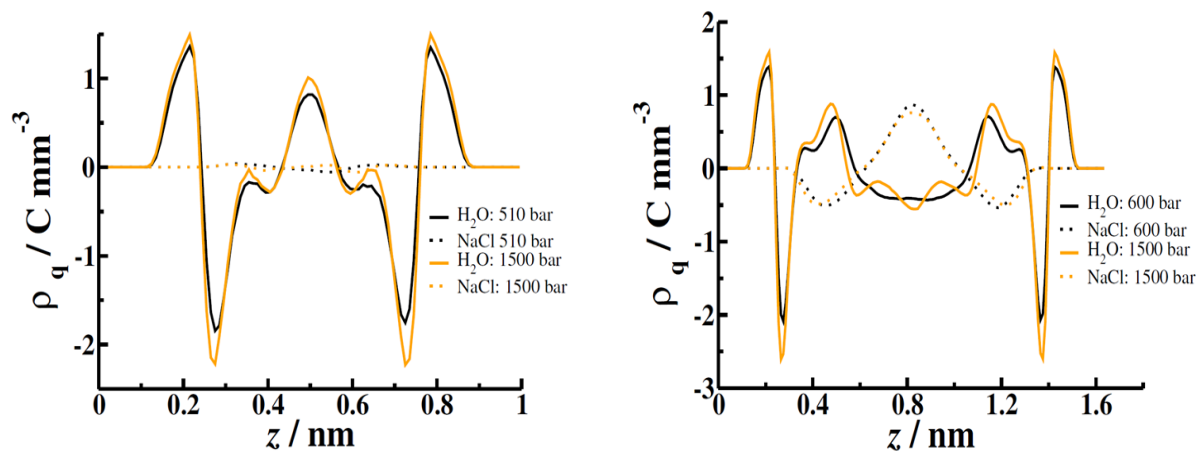 ρ q / C mm-3
1
0
-1
-2
H2O: 510 bar
NaCl 510 bar
H2O: 1500 bar
NaCl: 1500 bar
0
0.2
0.4
0.6
0.8
1
z / nm
ρ q / C mm-3
2
1
0
-1
-2
-3
H2O: 600 bar
NaCl: 600 bar
H2O: 1500 bar
NaCl: 1500 bar
0
0.4
0.8
1.2
1.6
z / nm